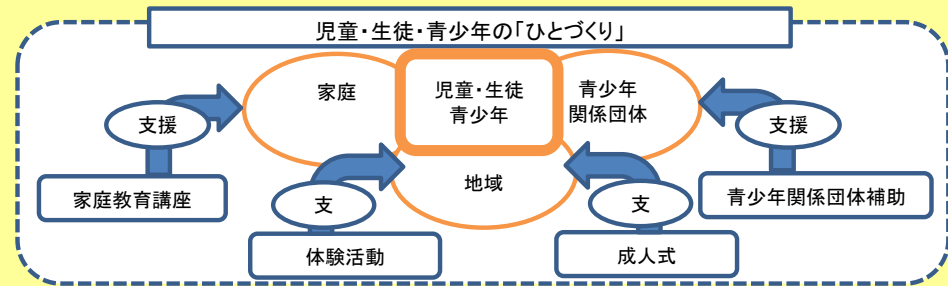 児童・生徒・青少年の「ひとづくり」
家庭
児童・生徒
青少年
青少年
関係団体
支援
支援
家庭教育講座
地域
青少年関係団体補助
支
支
体験活動
成人式